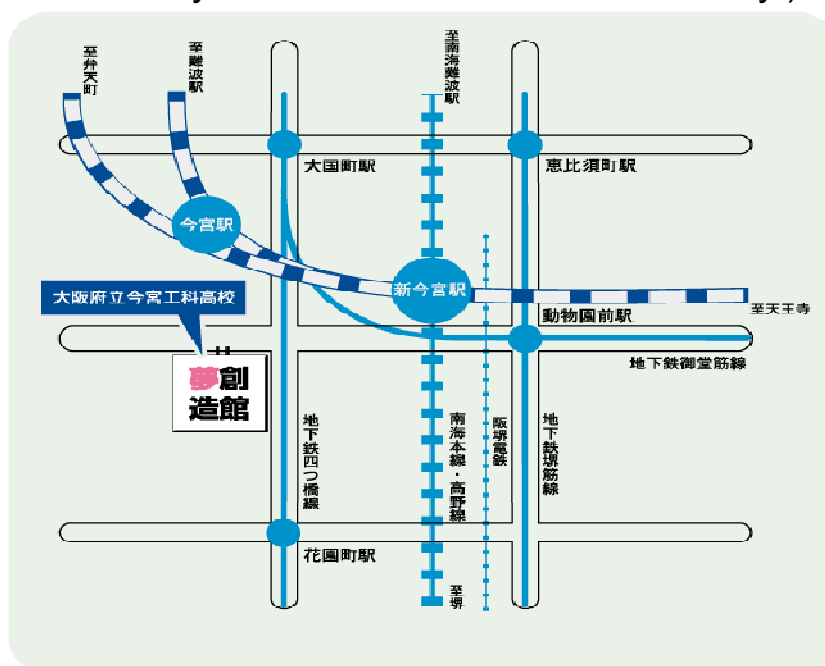 至弁天町
至難波駅
至南海難波駅
大国町駅
恵比須町駅
今宮駅
新今宮駅
大阪府立今宮工科高校
至天王寺
動物園前駅
地下鉄御堂筋線
夢創
造館
地下鉄四つ橋線
南海本線・高野線
阪堺電鉄
地下鉄堺筋線
花園町駅
至堺